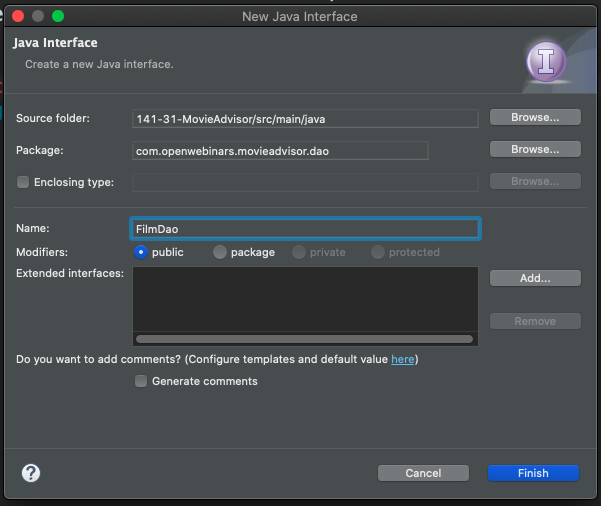 New Java Interface
Java Interface
Create a new Java interface.
I
Source folder: 141-31-MovieAdvisor/src/main/java Browse...
Package: com.openwebinars.movieadvisor.dao Browse...
Enclosing type: Browse...
Name: FilmDao
Modifiers: public package private protected
Extended interfaces: Add...
Remove
Do you want to add comments? (Configure templates and default value here)
Generate comments
? Cancel Finish